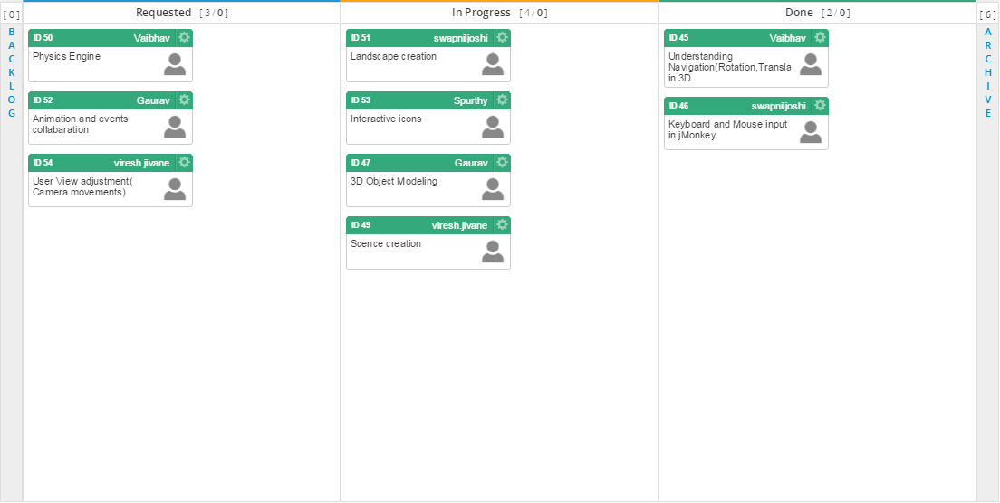 [ 0 ]
BACKLOG
Requested [ 3 / 0 ]
ID 50 Vaibhav
Physics Engine
ID 52 Gaurav
Animation and events
collabaration
ID 54 viresh.jivane
User View adjustment(
Camera movements)
In Progress [ 4 / 0 ]
ID 51 swapniljoshi
Landscape creation
ID 53 Spurthy
Interactive icons
ID 47 Gaurav
3D Object Modeling
ID 49 viresh.jivane
Scence creation
Done [ 2 / 0 ]
ID 45 Vaibhav
Understanding
Navigation(Rotation,Transla
in 3D
ID 46 swapniljoshi
Keyboard and Mouse input
in jMonkey
[ 6 ]
ARCHIVE